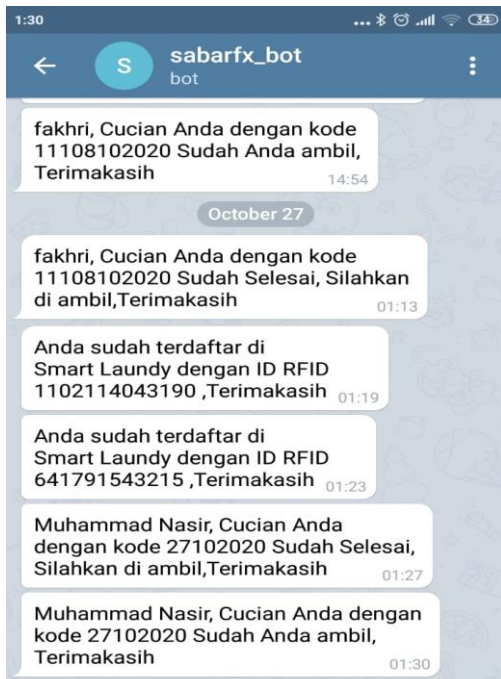 1:30
... 34
sabarfx_bot
S
bot
fakhri, Cucian Anda dengan kode
11108102020 Sudah Anda ambil,
Terimakasih
14:54
October 27
fakhri, Cucian Anda dengan kode
11108102020 Sudah Selesai, Silahkan
di ambil,Terimakasih
01:13
Anda sudah terdaftar di
Smart Laundy dengan ID RFID
1102114043190 ,Terimakasih
01:19
Anda sudah terdaftar di
Smart Laundy dengan ID RFID
641791543215 ,Terimakasih
01:23
Muhammad Nasir, Cucian Anda
dengan kode 27102020 Sudah Selesai,
Silahkan di ambil,Terimakasih
01:27
Muhammad Nasir, Cucian Anda dengan
kode 27102020 Sudah Anda ambil,
Terimakasih
01:30